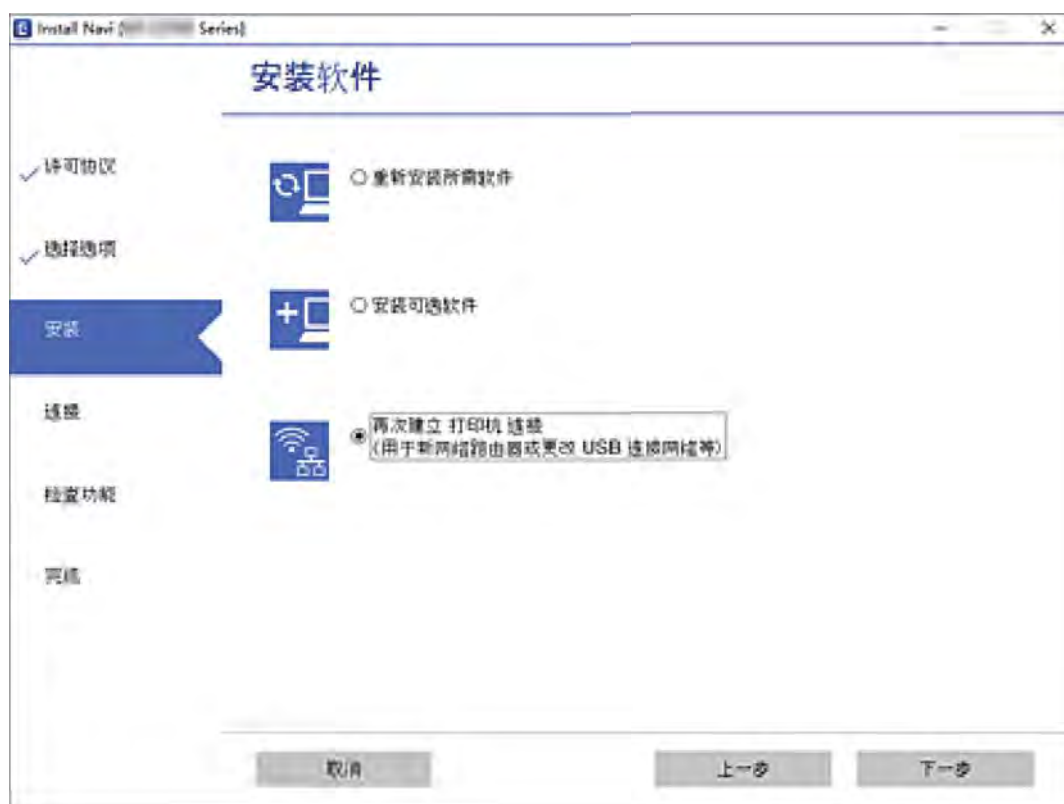 Install Navi ( Series)
安装软件
许可协议
选择选项
安装
连接
检查功能
完成
重新安装所需软件
安装可选软件
再次建立 打印机 连接
(用于新网络路由器或更改 USB 连接网络等)
取消
上一步
下一步